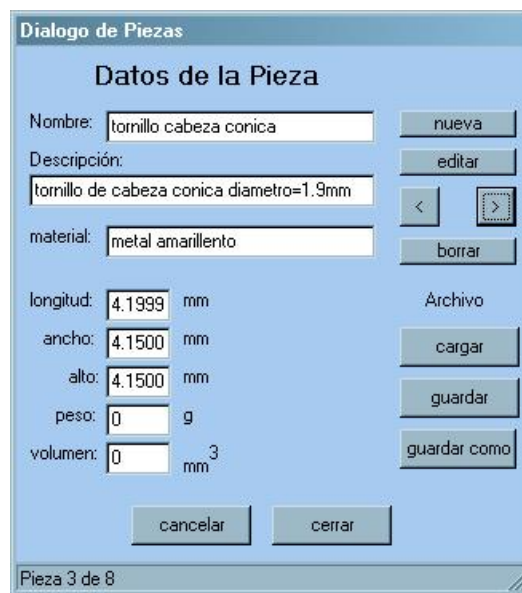 Dialogo de Piezas
Datos de la Pieza
Nombre: tornillo cabeza conica
nueva
Descripción:
editar
tornillo de cabeza conica diametro=1.9mm
< >
material: metal amarillento
borrar
longitud: 4.1999 mm
Archivo
ancho: 4.1500 mm
cargar
alto: 4.1500 mm
guardar
peso: 0 g
volumen: 0 mm3
guardar como
cancelar cerrar
Pieza 3 de 8